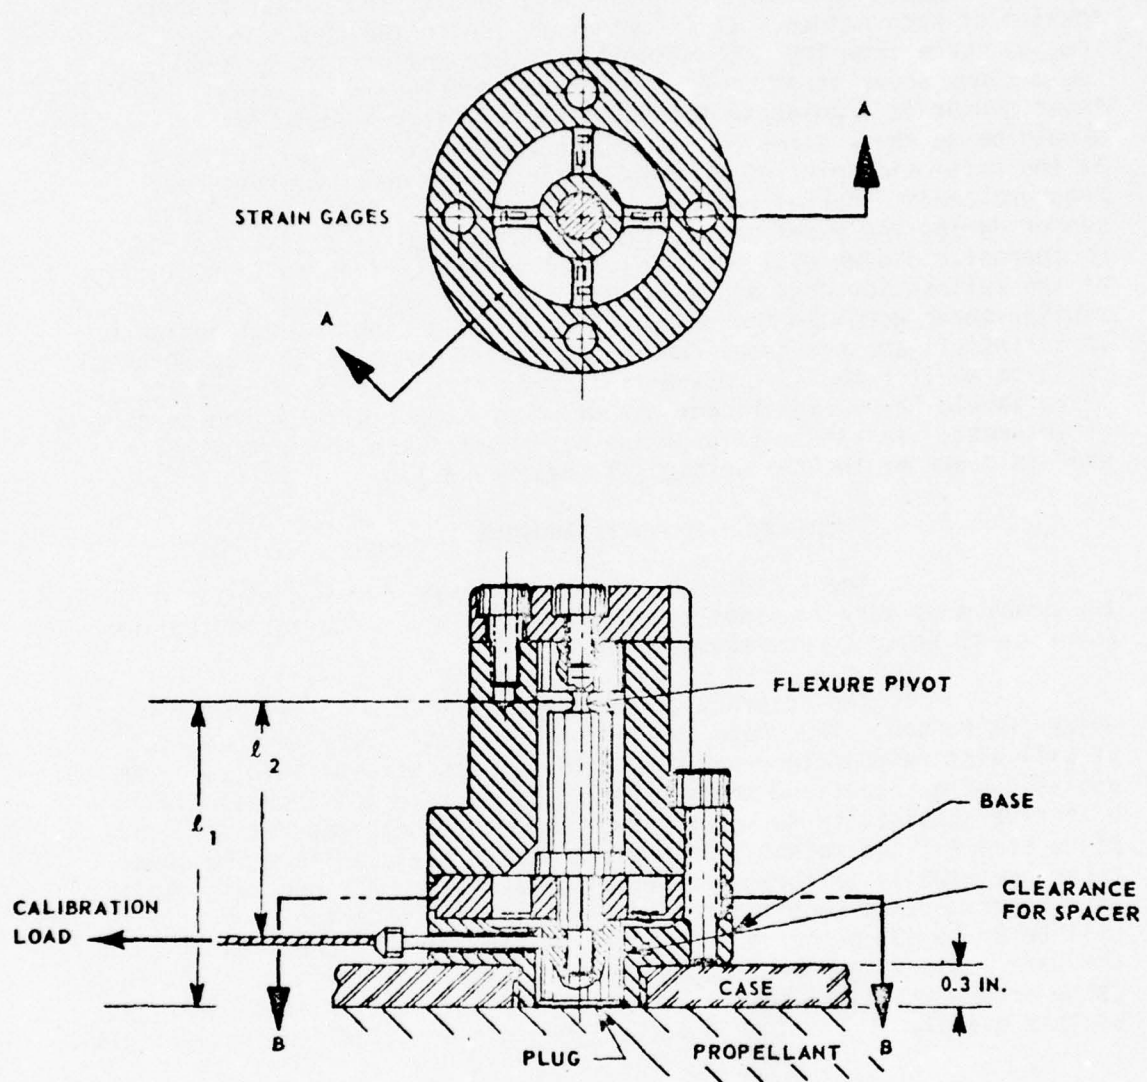 A
STRAIN GAGES
A
FLEXURE PIVOT
ℓ2
ℓ1
BASE
CALIBRATION
LOAD
CLEARANCE
FOR SPACER
CASE
0.3 IN.
B
PLUG
PROPELLANT
B